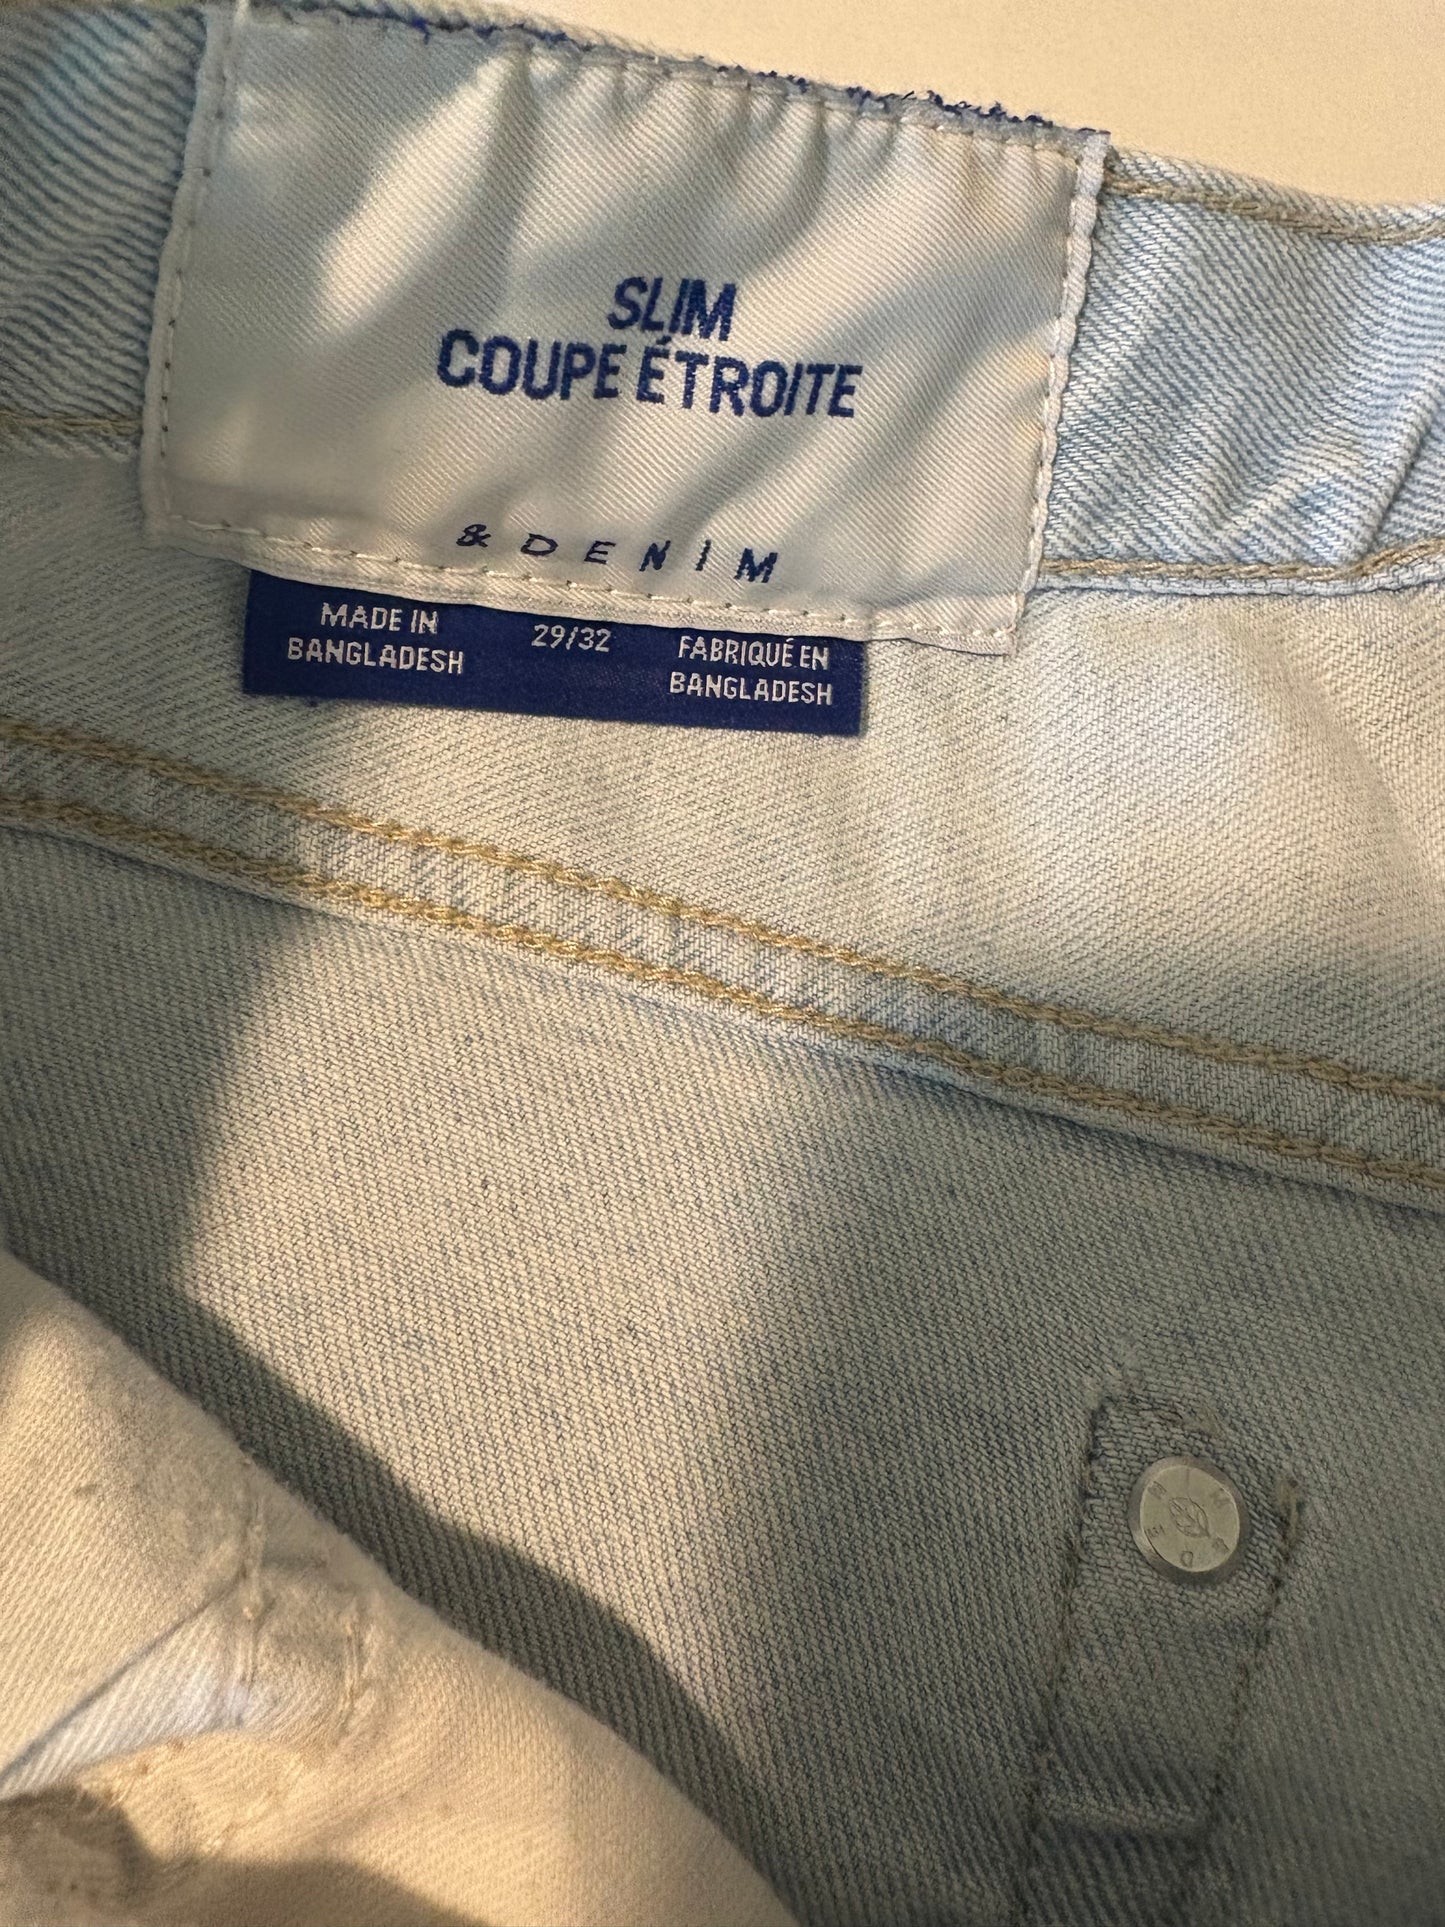 SLIM
COUPE ÉTROITE
& DENIM
MADE IN
BANGLADESH
29/32
FABRIQUÉ EN
BANGLADESH